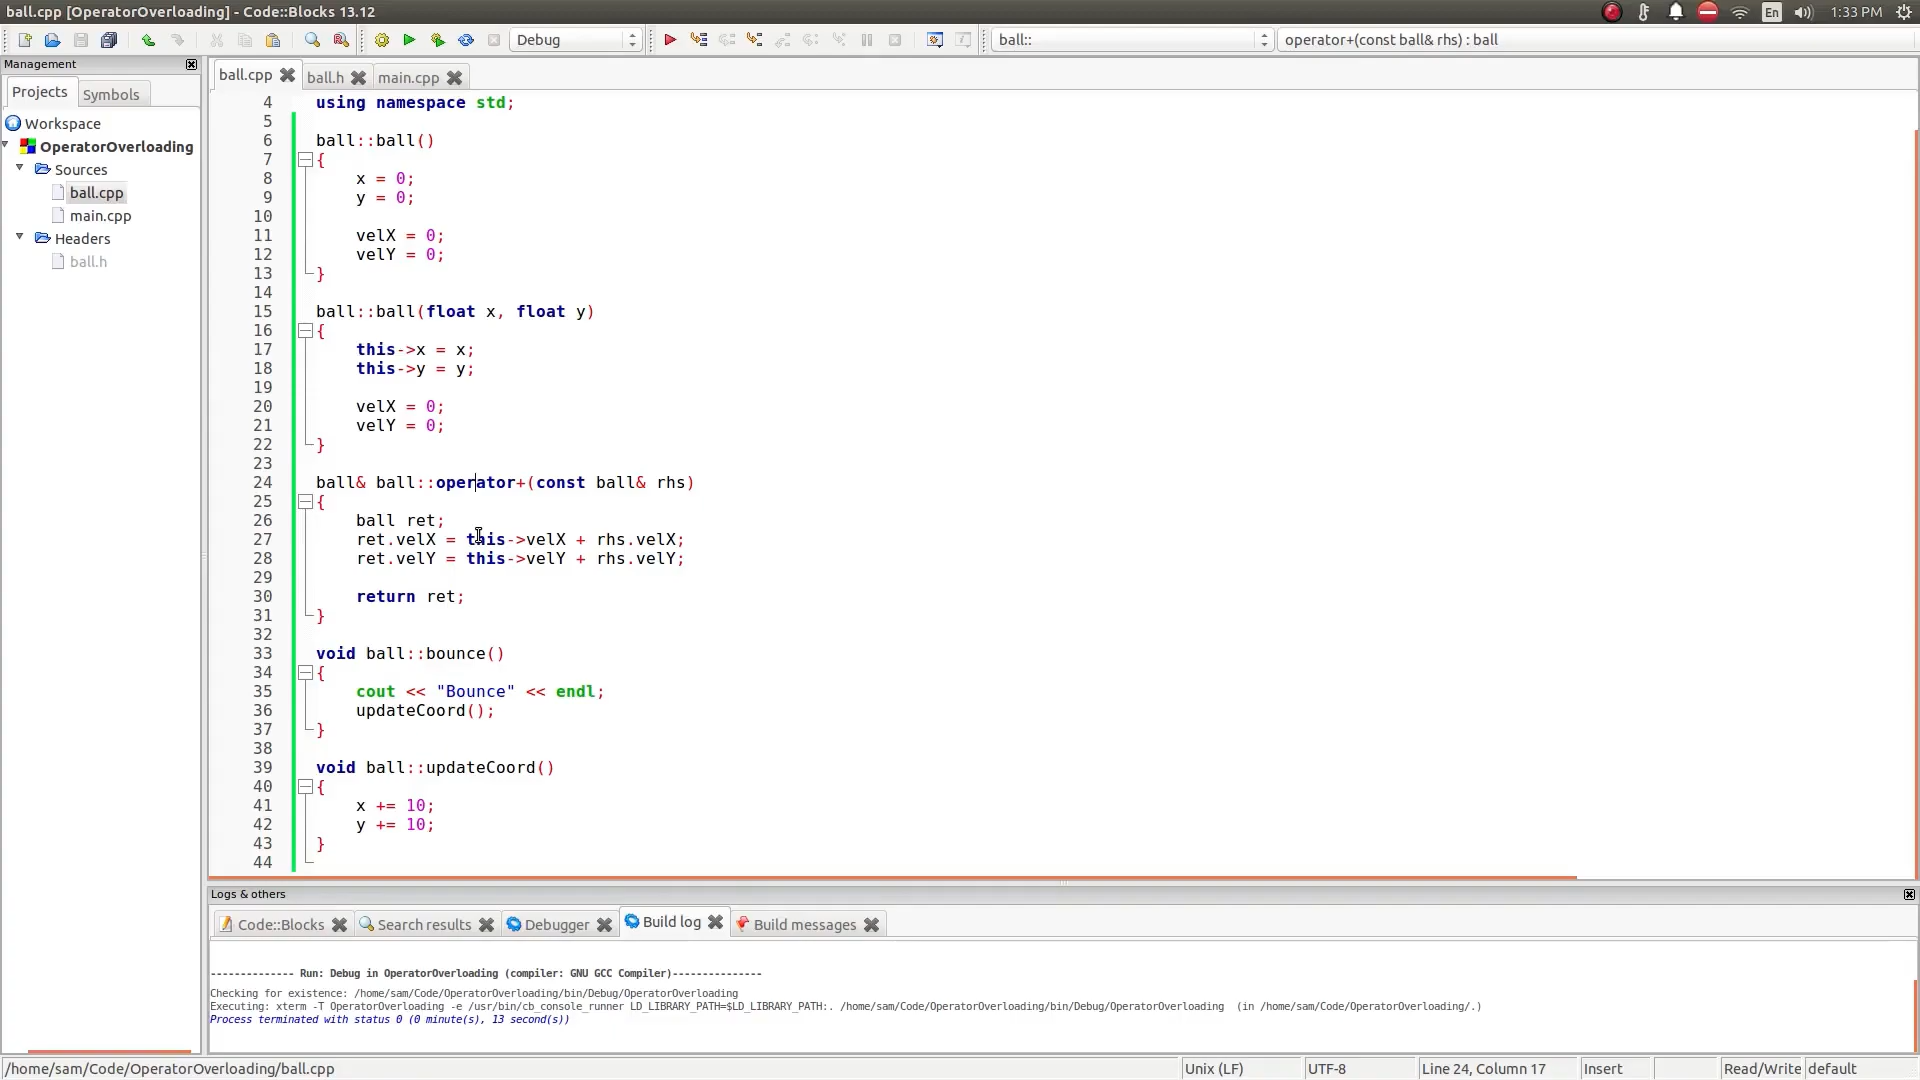 ball.cpp [OperatorOverloading] - Code::Blocks 13.12
En
1:33 PM
Debug
ball::
operator+(const ball& rhs) : ball
Management
Projects
Symbols
Workspace
OperatorOverloading
Sources
ball.cpp
main.cpp
Headers
ball.h
ball.cpp
ball.h
main.cpp
4 using namespace std;
5
6 ball::ball()
7 {
8 x = 0;
9 y = 0;
10
11 velX = 0;
12 velY = 0;
13 }
14
15 ball::ball(float x, float y)
16 {
17 this->x = x;
18 this->y = y;
19
20 velX = 0;
21 velY = 0;
22 }
23
24 ball& ball::operator+(const ball& rhs)
25 {
26 ball ret;
27 ret.velX = this->velX + rhs.velX;
28 ret.velY = this->velY + rhs.velY;
29
30 return ret;
31 }
32
33 void ball::bounce()
34 {
35 cout << "Bounce" << endl;
36 updateCoord();
37 }
38
39 void ball::updateCoord()
40 {
41 x += 10;
42 y += 10;
43 }
44
Logs & others
Code::Blocks
Search results
Debugger
Build log
Build messages
-------------- Run: Debug in OperatorOverloading (compiler: GNU GCC Compiler)---------------
Checking for existence: /home/sam/Code/OperatorOverloading/bin/Debug/OperatorOverloading
Executing: xterm -T OperatorOverloading -e /usr/bin/cb_console_runner LD_LIBRARY_PATH=$LD_LIBRARY_PATH:. /home/sam/Code/OperatorOverloading/bin/Debug/OperatorOverloading  (in /home/sam/Code/OperatorOverloading/.)
Process terminated with status 0 (0 minute(s), 13 second(s))
/home/sam/Code/OperatorOverloading/ball.cpp
Unix (LF)
UTF-8
Line 24, Column 17
Insert
Read/Write
default